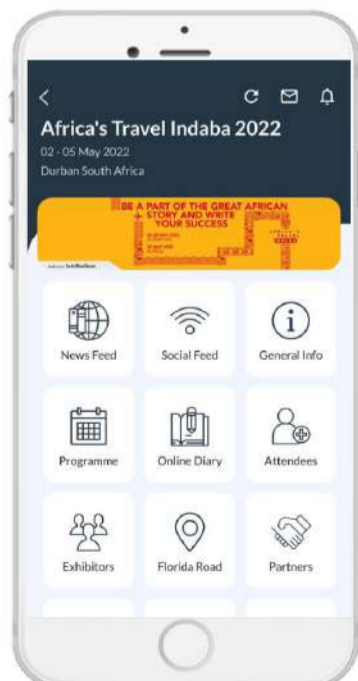 Africa's Travel Indaba 2022
02 - 05 May 2022
Durban South Africa
BE A PART OF THE GREAT AFRICAN
STORY AND WRITE
YOUR SUCCESS
News Feed
Social Feed
General Info
Programme
Online Diary
Attendees
Exhibitors
Florida Road
Partners